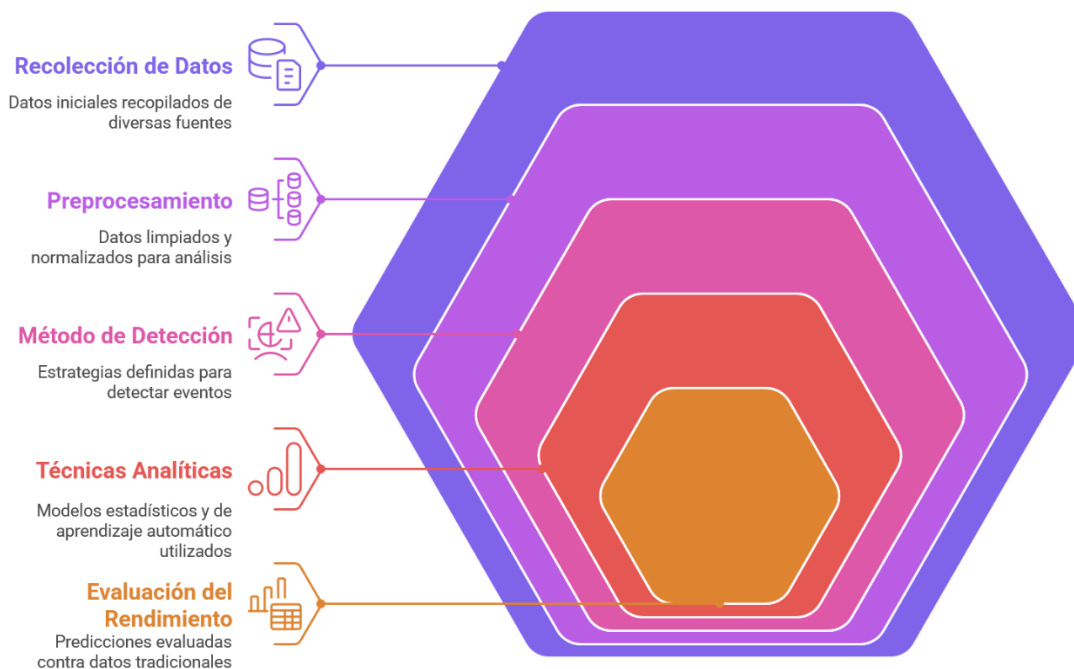 Recolección de Datos
Datos iniciales recopilados de
diversas fuentes
Preprocesamiento
Datos limpiados y
normalizados para análisis
Método de Detección
Estrategias definidas para
detectar eventos
Técnicas Analíticas
Modelos estadísticos y de
aprendizaje automático
utilizados
Evaluación del
Rendimiento
Predicciones evaluadas
contra datos tradicionales